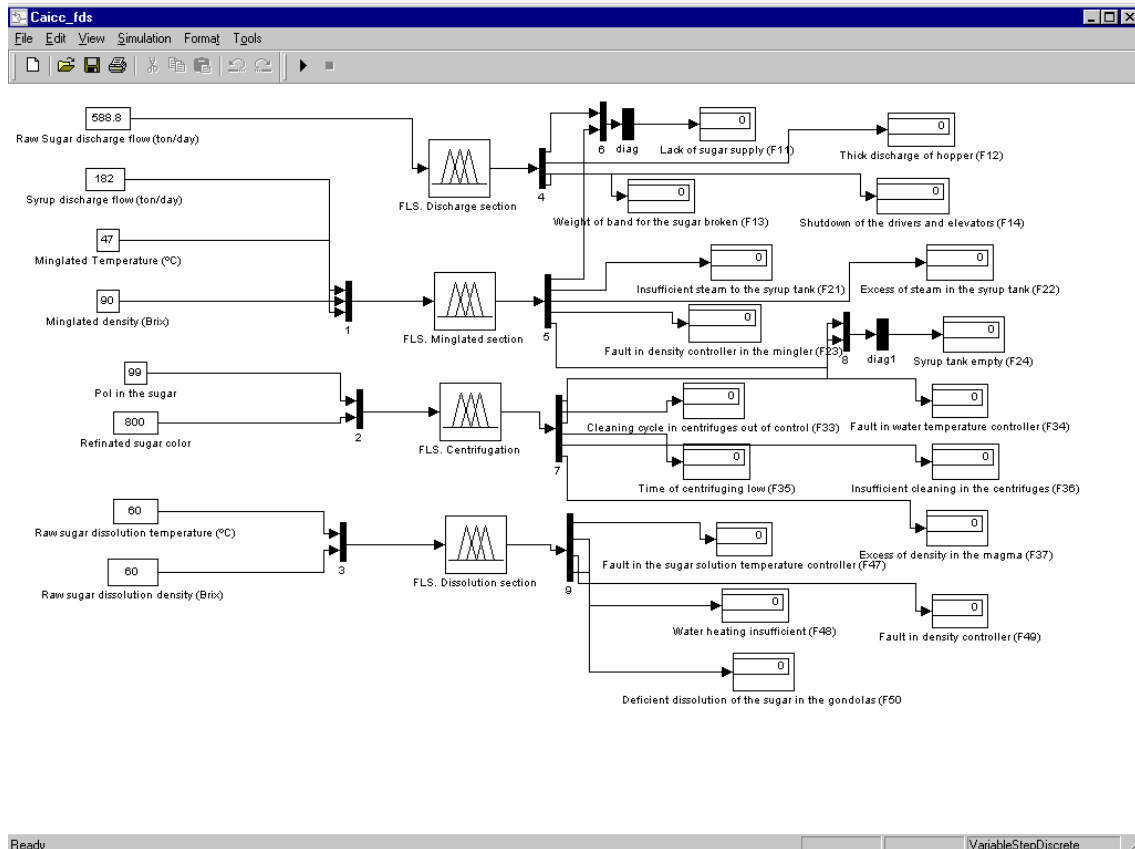 Caicc_fds
File Edit View Simulation Format Tools
588.8
Raw Sugar discharge flow (ton/day)
182
Syrup discharge flow (ton/day)
47
Minglated Temperature (ºC)
90
Minglated density (Brix)
1
99
Pol in the sugar
800
Refinated sugar color
2
60
Raw sugar dissolution temperature (ºC)
60
Raw sugar dissolution density (Brix)
3
FLS. Discharge section
4
FLS. Minglated section
5
FLS. Centrifugation
7
FLS. Dissolution section
9
6
diag
0
Lack of sugar supply (F11)
0
Thick discharge of hopper (F12)
0
Weight of band for the sugar broken (F13)
0
Shutdown of the drivers and elevators (F14)
0
Insufficient steam to the syrup tank (F21)
0
Excess of steam in the syrup tank (F22)
0
Fault in density controller in the mingler (F23)
8
diag1
0
Syrup tank empty (F24)
0
Cleaning cycle in centrifuges out of control (F33)
0
Fault in water temperature controller (F34)
0
Time of centrifuging low (F35)
0
Insufficient cleaning in the centrifuges (F36)
0
Excess of density in the magma (F37)
0
Fault in the sugar solution temperature controller (F47)
0
Water heating insufficient (F48)
0
Fault in density controller (F49)
0
Deficient dissolution of the sugar in the gondolas (F50
Ready
VariableStepDiscrete